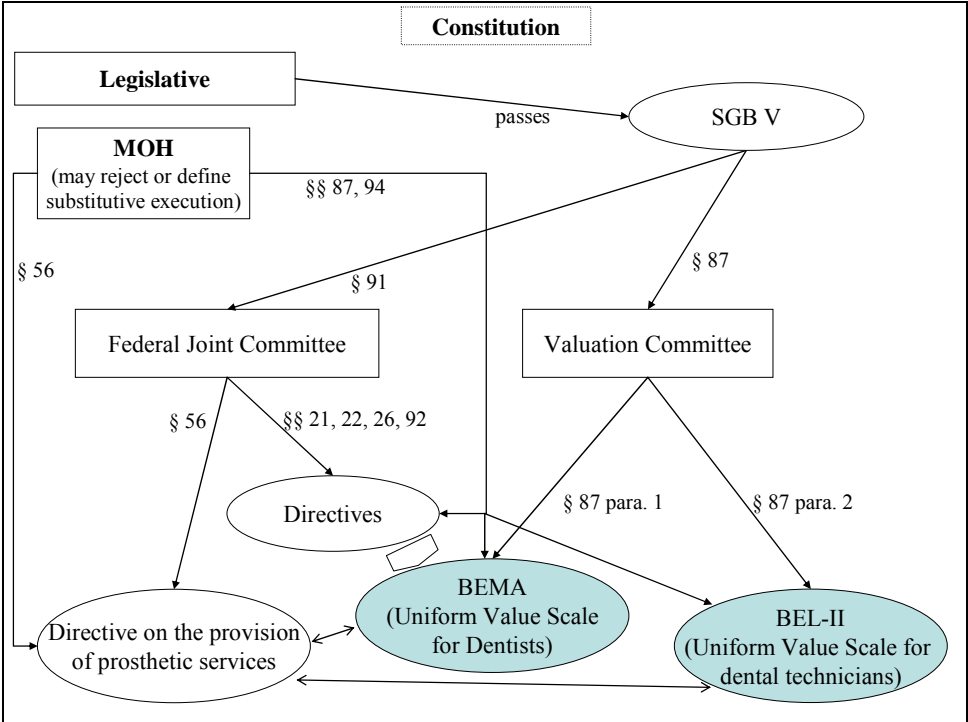 Constitution
Legislative
passes
SGB V
MOH
(may reject or define
substitutive execution)
§§ 87, 94
§ 56
§ 91
§ 87
Federal Joint Committee
Valuation Committee
§ 56
§§ 21, 22, 26, 92
Directives
§ 87 para. 1
§ 87 para. 2
BEMA
(Uniform Value Scale
for Dentists)
Directive on the provision
of prosthetic services
BEL-II
(Uniform Value Scale for
dental technicians)